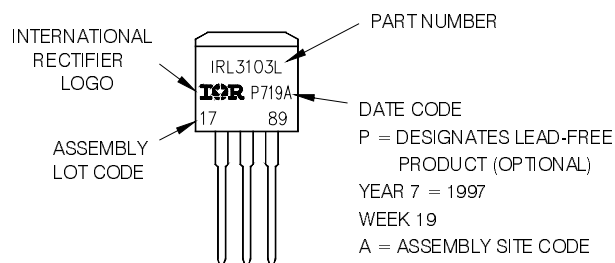 PART NUMBER
INTERNATIONAL
RECTIFIER
LOGO
IRL3103L
IOR P719A
17 89
ASSEMBLY
LOT CODE
DATE CODE
P = DESIGNATES LEAD-FREE
PRODUCT (OPTIONAL)
YEAR 7 = 1997
WEEK 19
A = ASSEMBLY SITE CODE